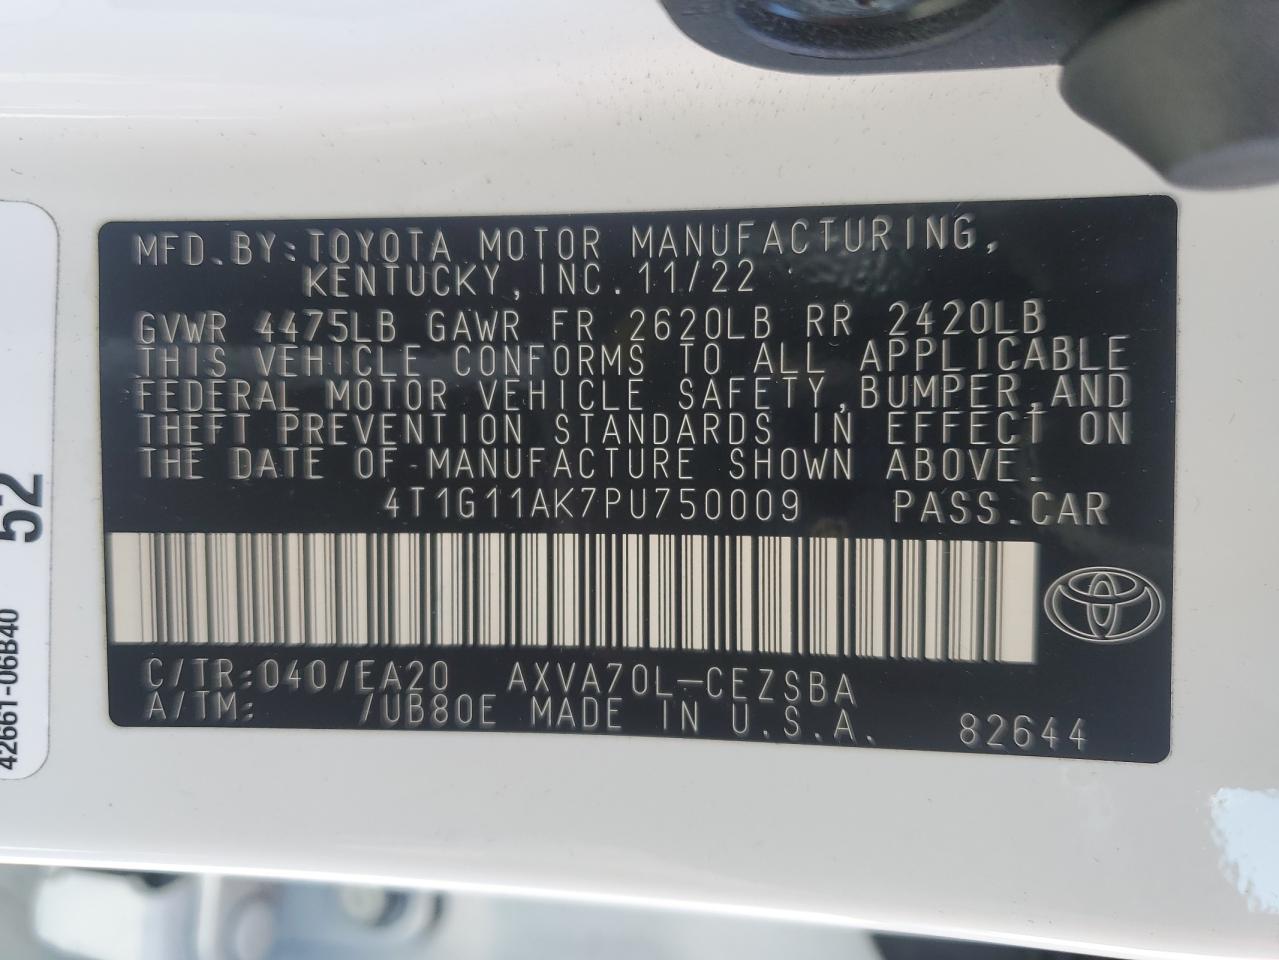 MFD.BY:TOYOTA MOTOR MANUFACTURING,
KENTUCKY,INC.11/22
GVWR 4475LB GAWR FR 2620LB RR 2420LB
THIS VEHICLE CONFORMS TO ALL APPLICABLE
FEDERAL MOTOR VEHICLE SAFETY,BUMPER,AND
THEFT PREVENTION STANDARDS IN EFFECT ON
THE DATE OF MANUFACTURE SHOWN ABOVE.
4T1G11AK7PU750009 PASS.CAR
C/TR:040/EA20 AXVA70L-CEZSBA
A/TM: /UB80E MADE IN U.S.A.
82644
52
42661-06B40